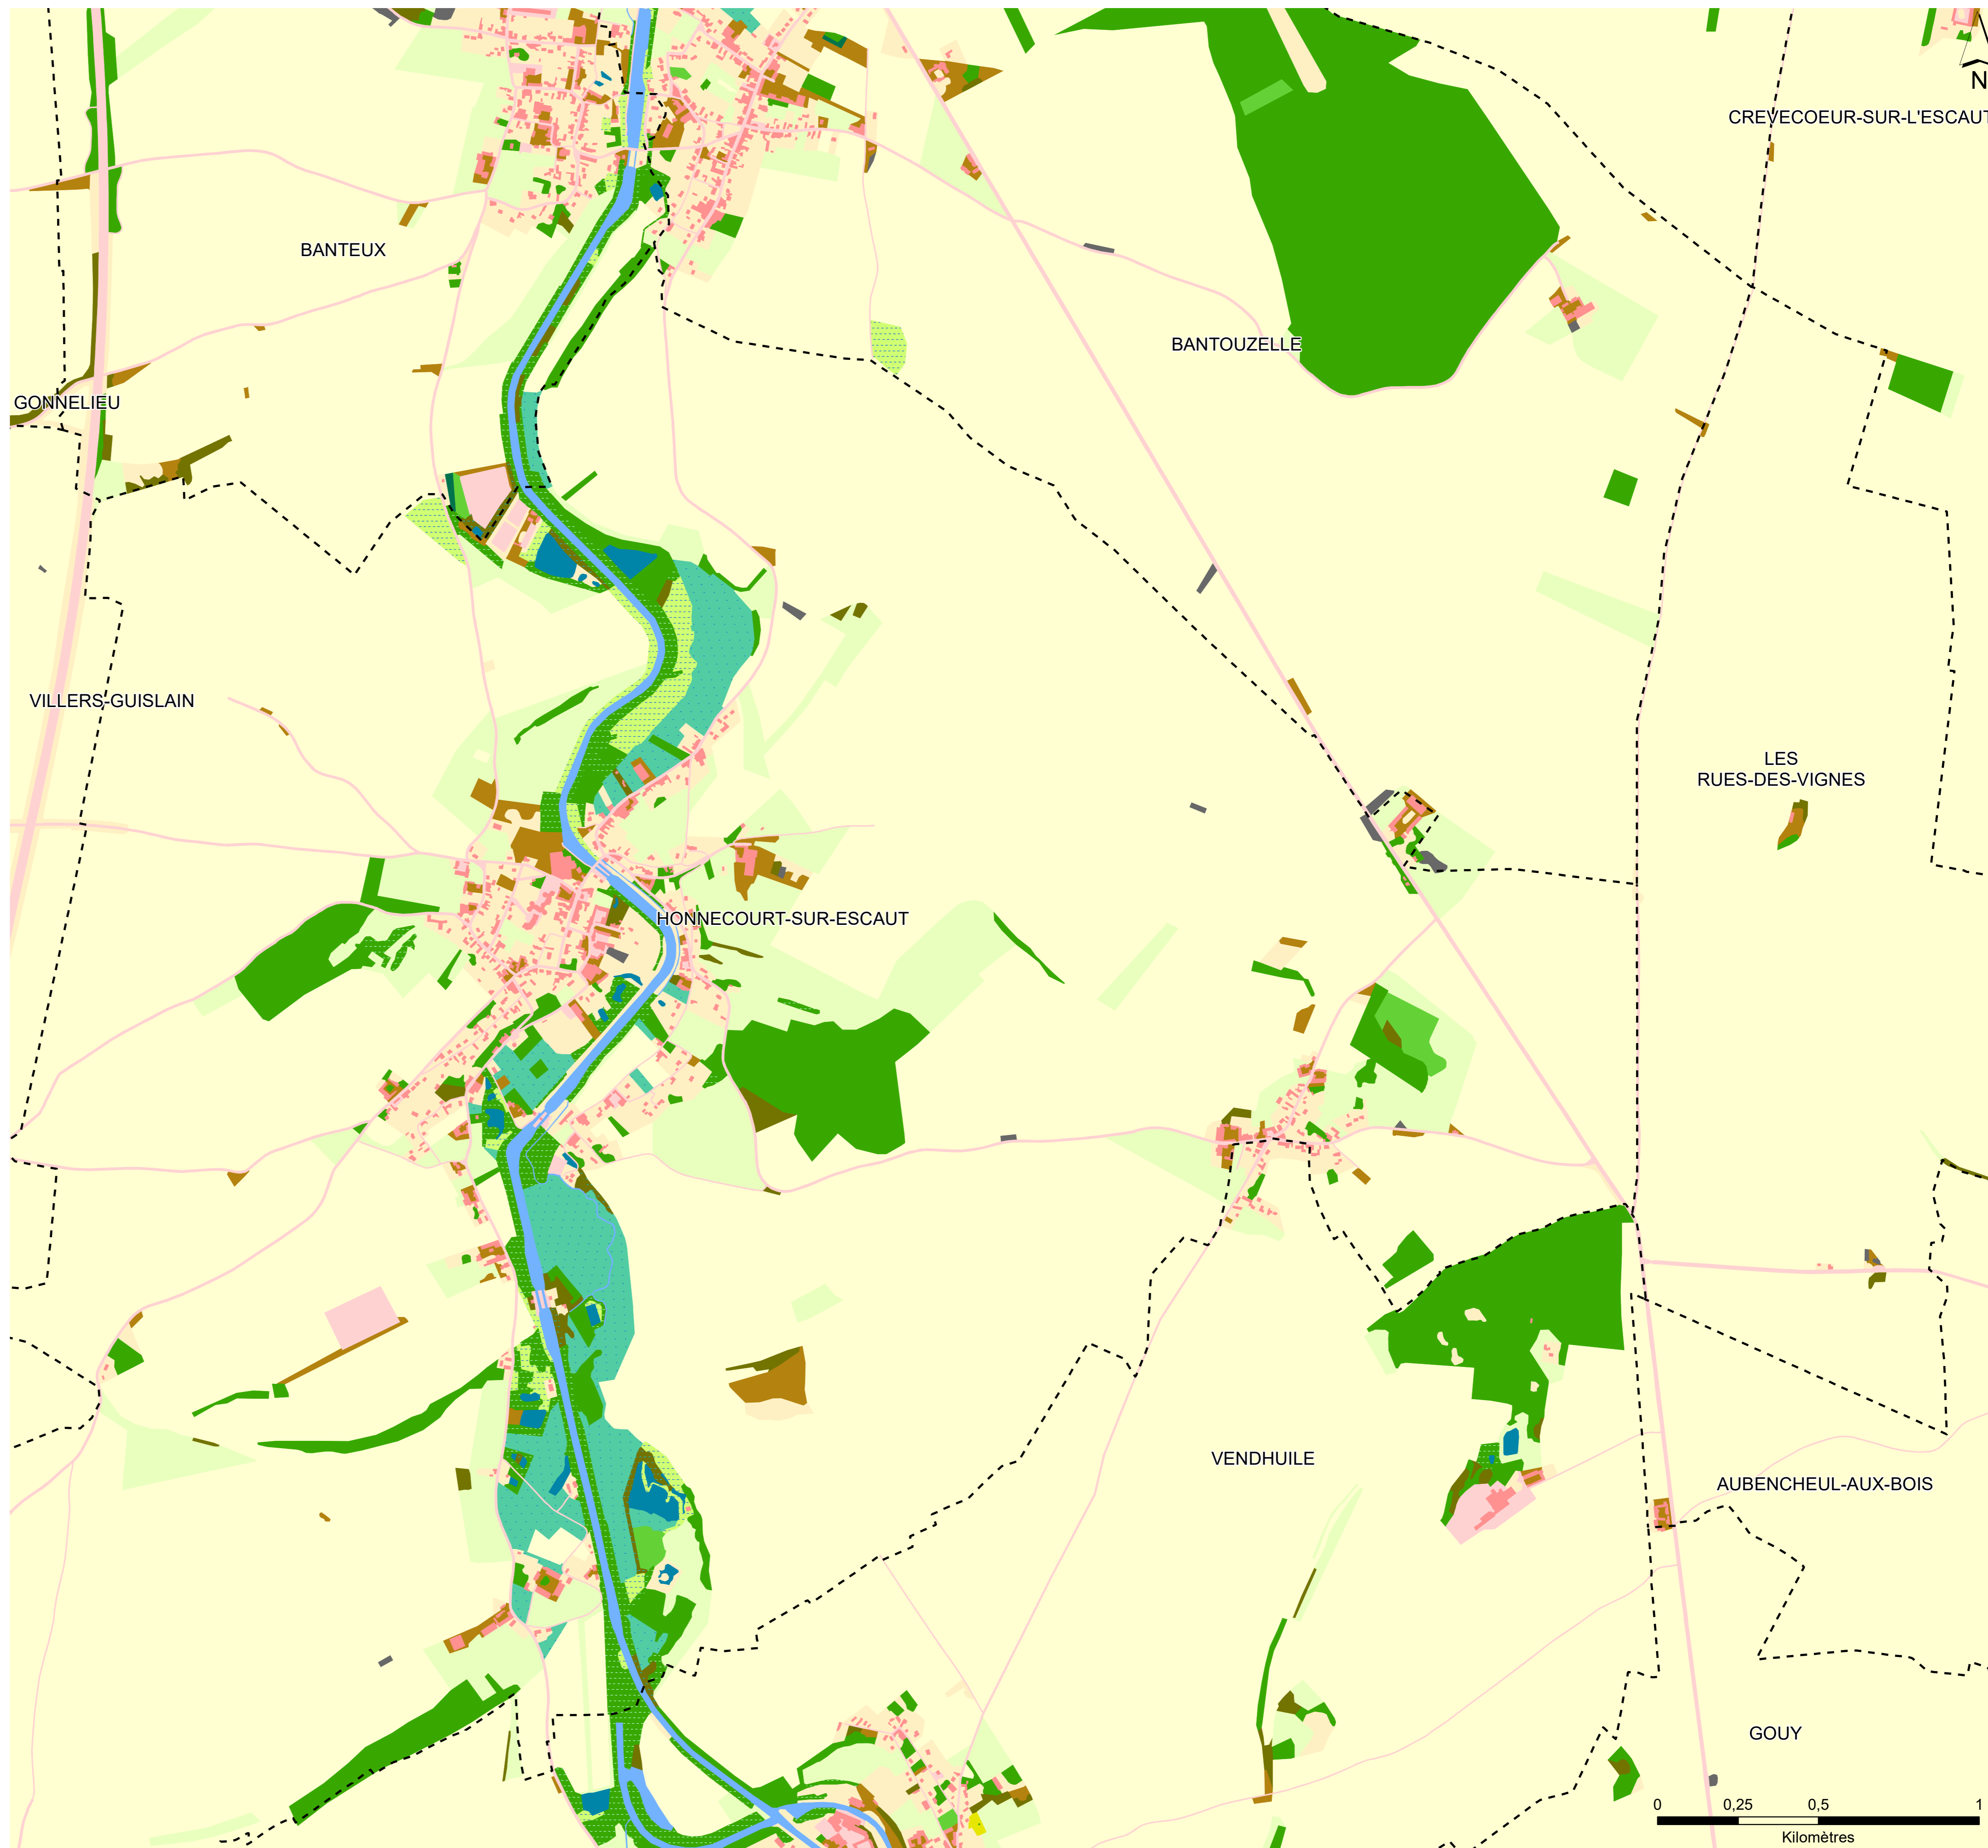 N
CREVECOEUR-SUR-L'ESCAUT
BANTEUX
BANTOUZELLE
GONNELIEU
VILLERS-GUISLAIN
LES
RUES-DES-VIGNES
HONNECOURT-SUR-ESCAUT
VENDHUILE
AUBENCHEUL-AUX-BOIS
GOUY
0 0,25 0,5 1
Kilomètres